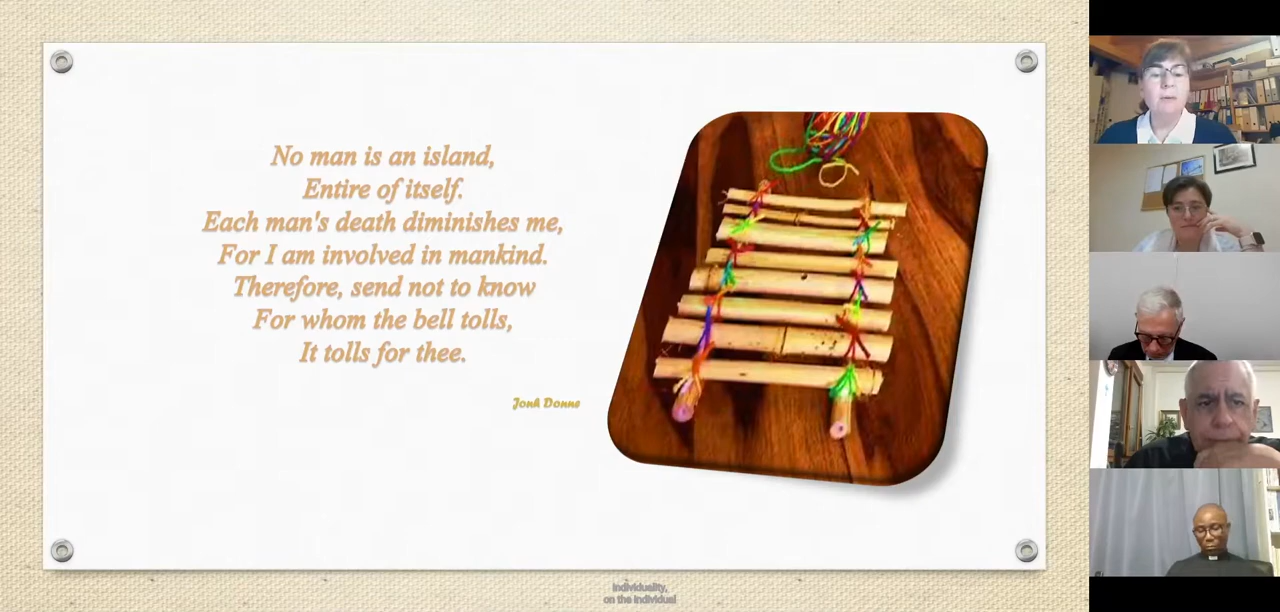 No man is an island,
Entire of itself.
Each man's death diminishes me,
For I am involved in mankind.
Therefore, send not to know
For whom the bell tolls,
It tolls for thee.
Jonh Donne
Individuality,
on the individual